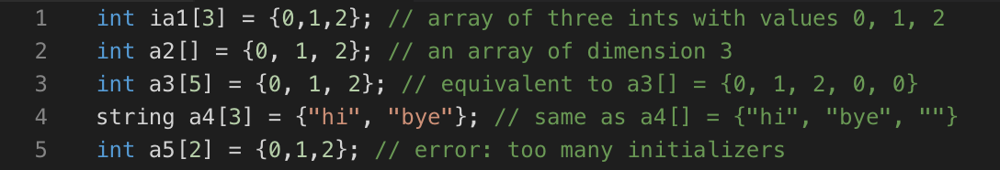 1 int ia1[3] = {0,1,2}; // array of three ints with values 0, 1, 2
2 int a2[] = {0, 1, 2}; // an array of dimension 3
3 int a3[5] = {0, 1, 2}; // equivalent to a3[] = {0, 1, 2, 0, 0}
4 string a4[3] = {"hi", "bye"}; // same as a4[] = {"hi", "bye", ""}
5 int a5[2] = {0,1,2}; // error: too many initializers